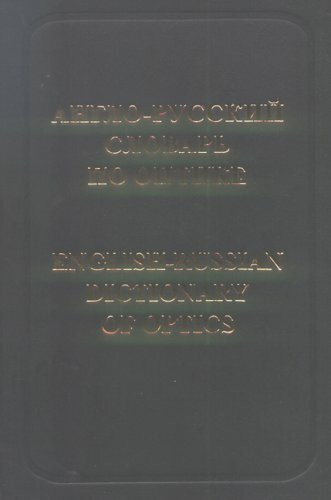 АНГЛО-РУССКИЙ
СЛОВАРЬ
ПО ОПТИКЕ
ENGLISH-RUSSIAN
DICTIONARY
OF OPTICS